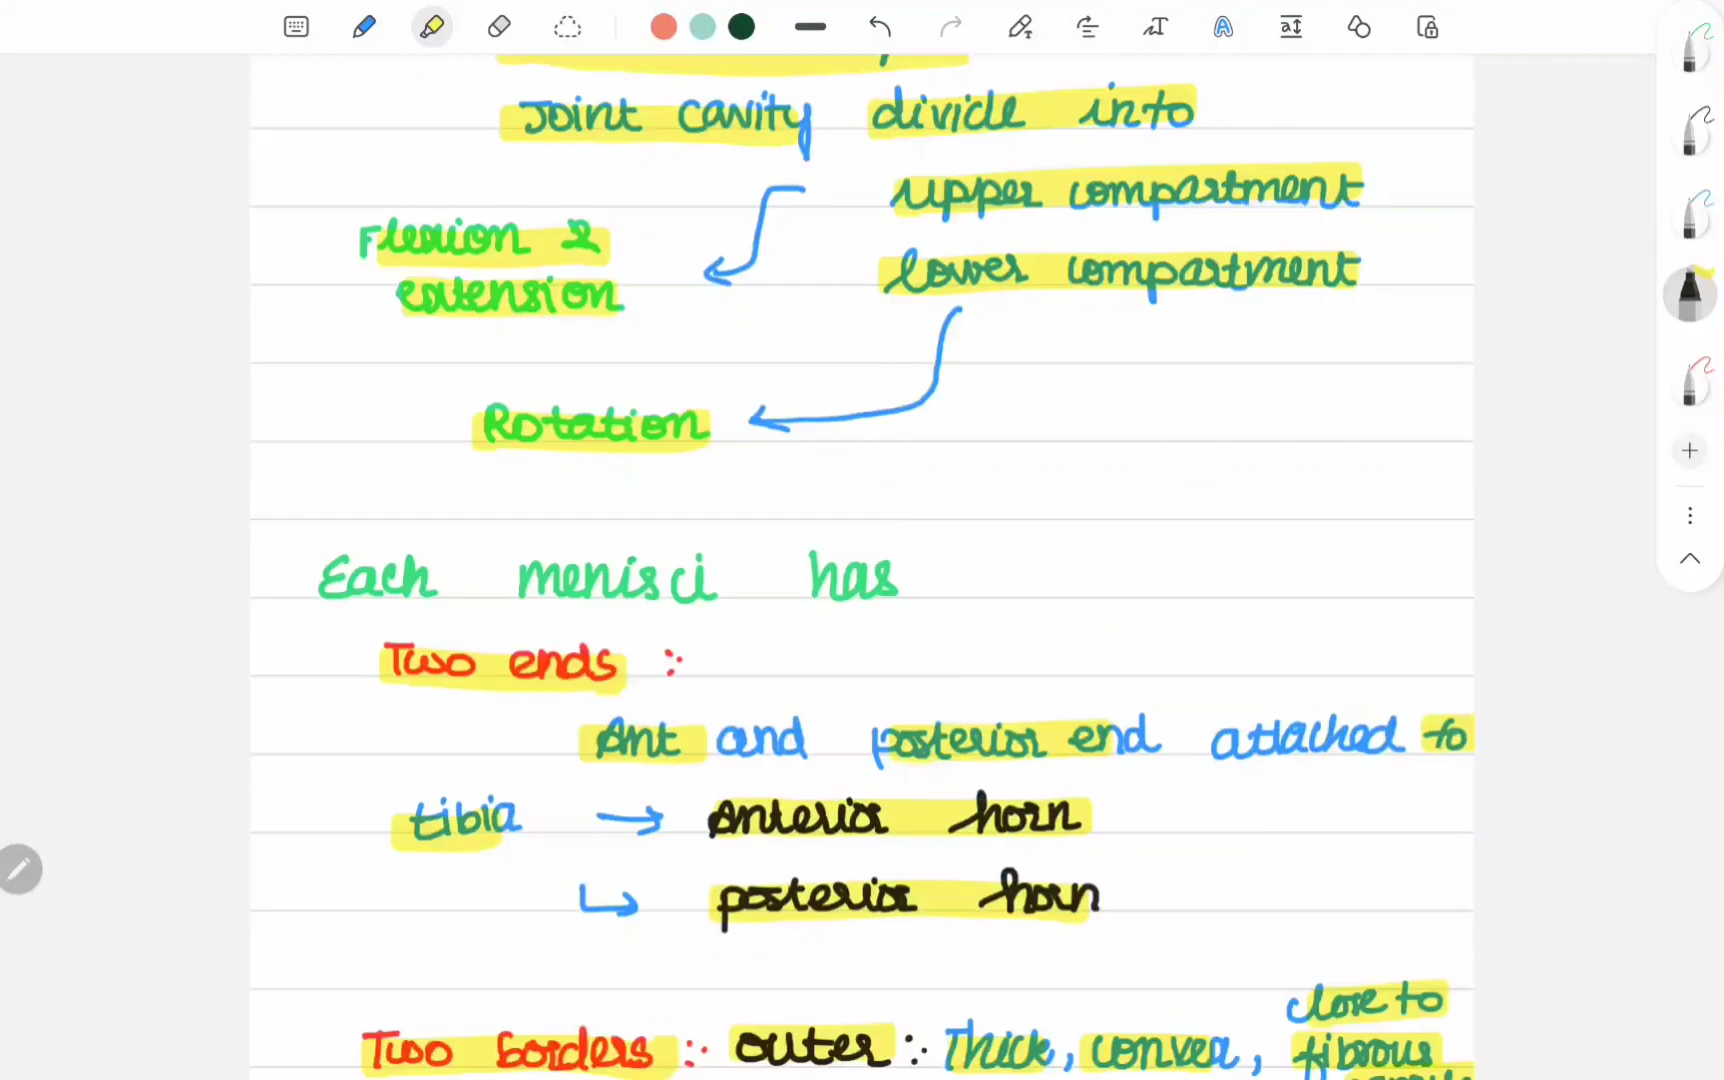 Joint cavity divide into
upper compartment
Flexion &
extension
lower compartment
Rotation
Each menisci has
Two ends :
Ant and posterior end attached to
tibia → Anterior horn
↳ posterior horn
close to
Two borders : outer : Thick, convex, fibrous